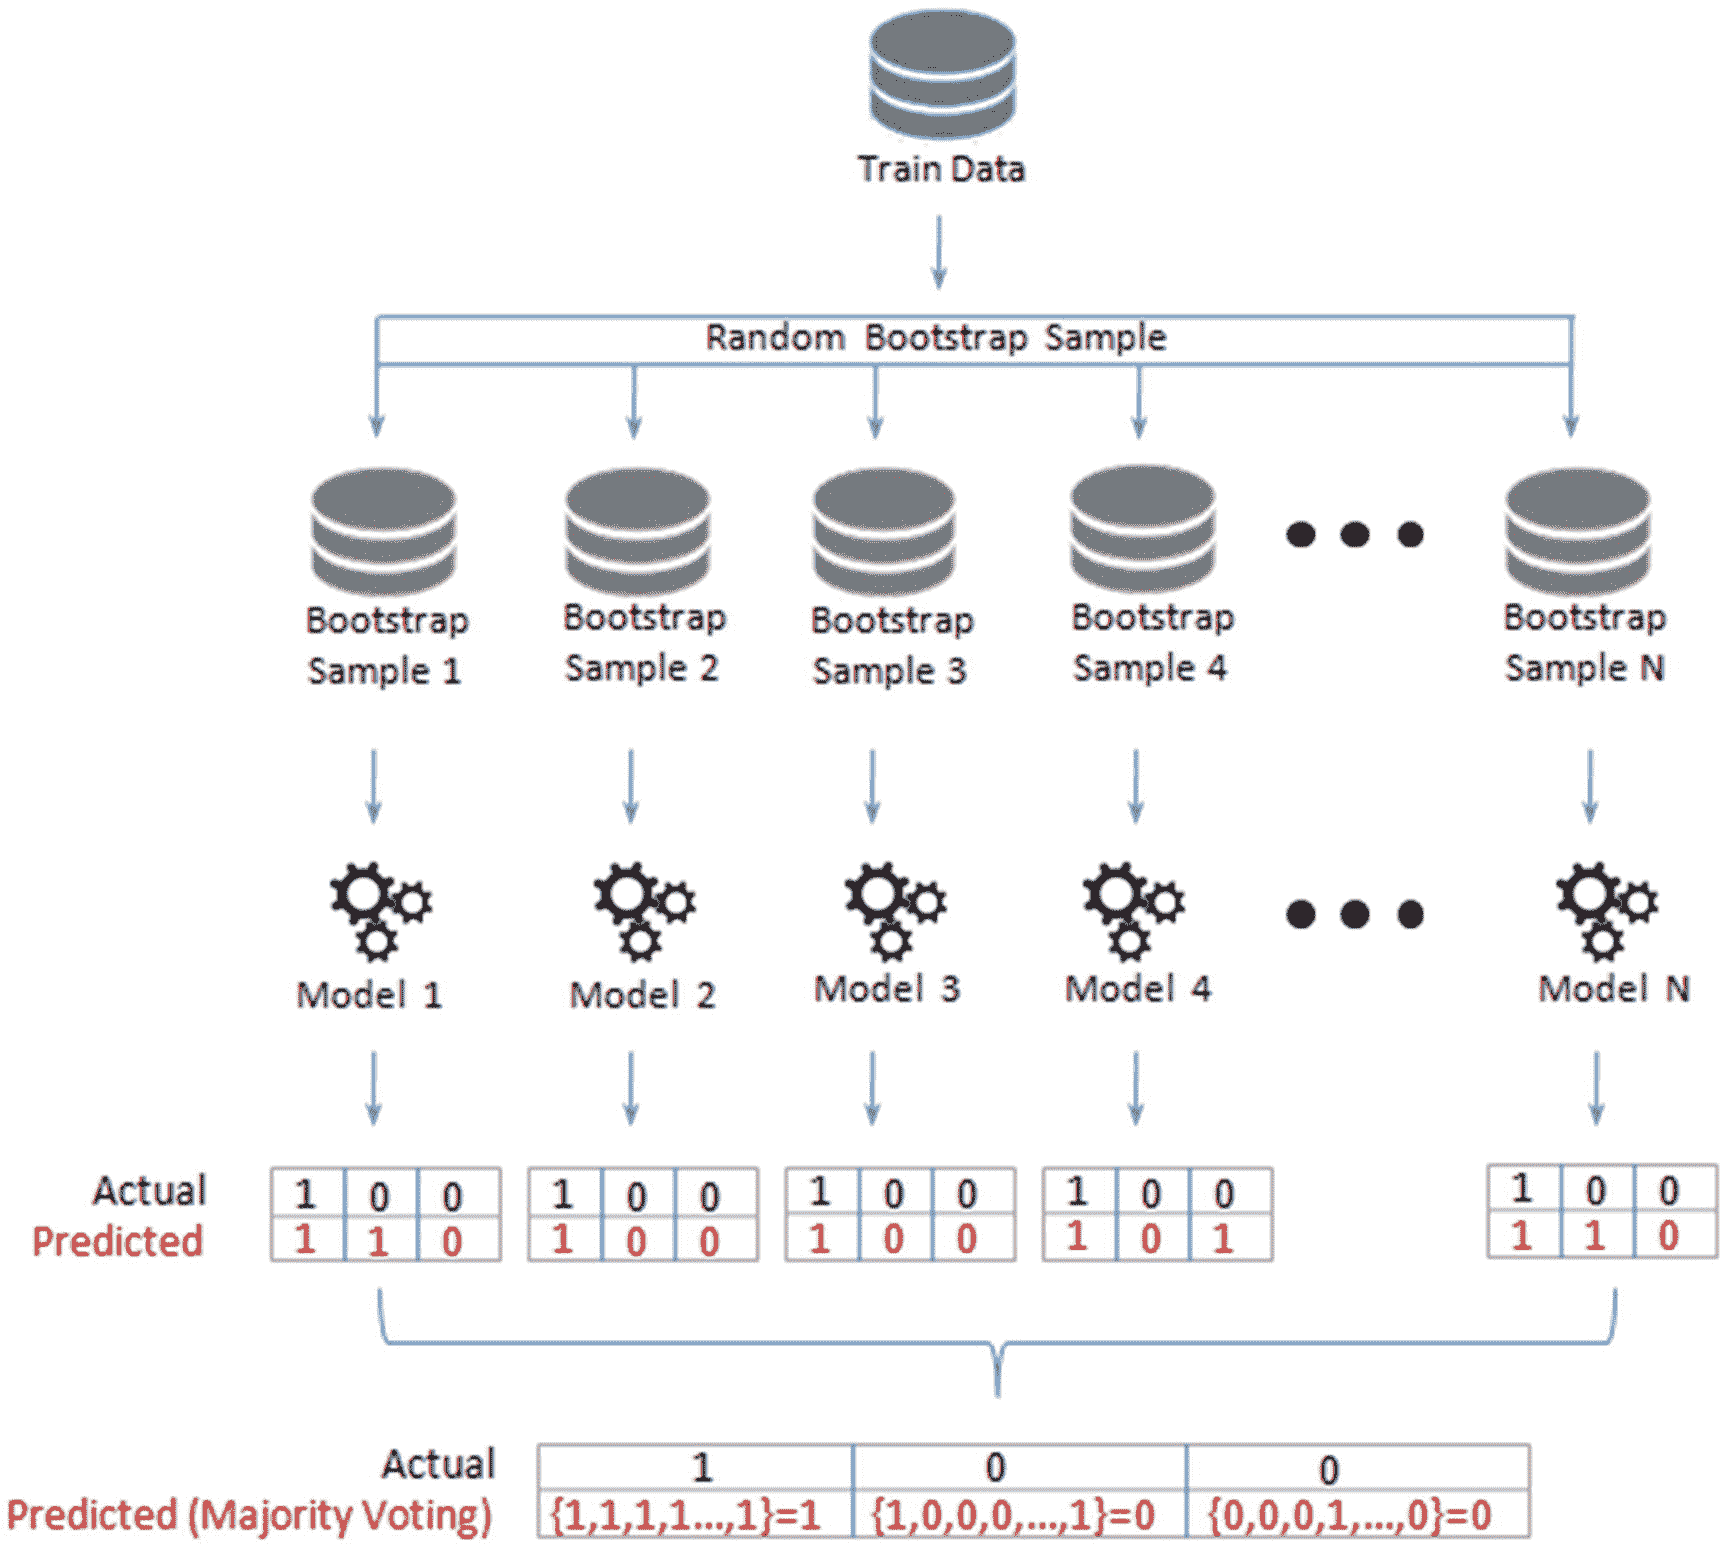 Train Data
Random Bootstrap Sample
Bootstrap Bootstrap Bootstrap Bootstrap Bootstrap
Sample 1 Sample 2 Sample 3 Sample 4 Sample N
Model 1 Model 2 Model 3 Model 4 Model N
Actual 1 0 0 1 0 0 1 0 0 1 0 0 1 0 0
Predicted 1 1 0 1 0 0 1 0 0 1 0 1 1 1 0
Actual 1 0 0
Predicted (Majority Voting) {1,1,1,1...,1}=1 {1,0,0,0,...,1}=0 {0,0,0,1,...,0}=0